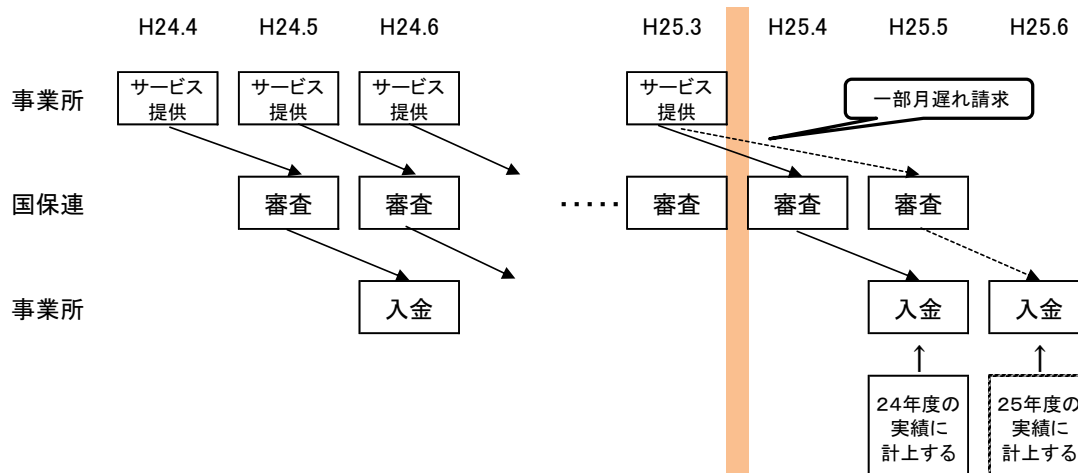 H24.4 H24.5 H24.6 H25.3 H25.4 H25.5 H25.6
事業所
サービス
提供
サービス
提供
サービス
提供
サービス
提供
一部月遅れ請求
国保連
審査 審査 ・・・・・ 審査 審査 審査
事業所
入金 入金 入金
↑ ↑
24年度の
実績に
計上する
25年度の
実績に
計上する